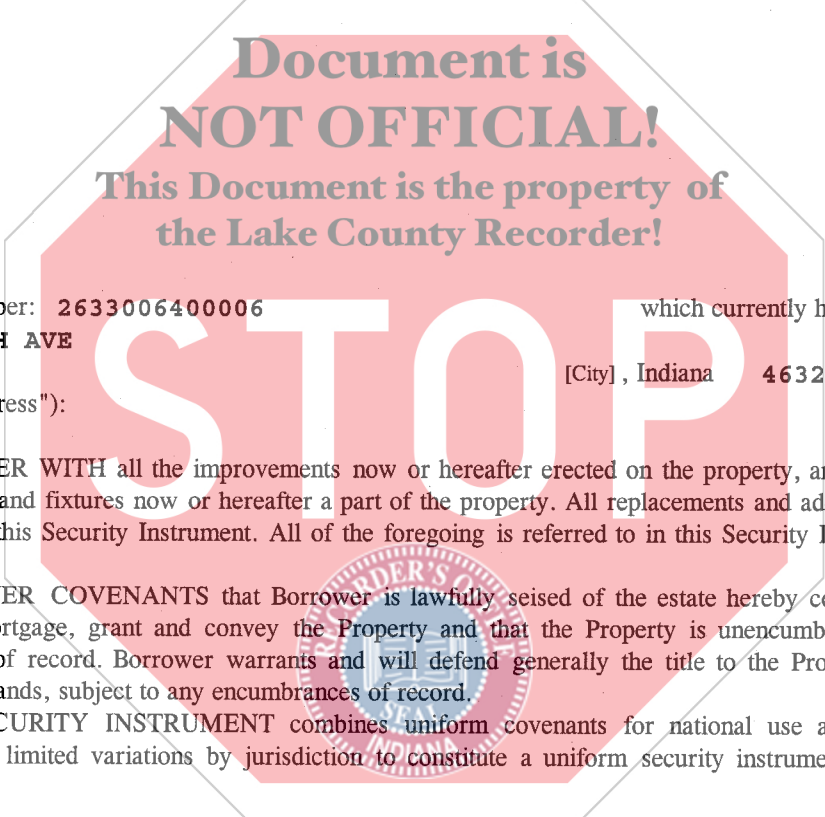 Document is
NOT OFFICIAL!
This Document is the property of
the Lake County Recorder!
STOP
ber: 2633006400006 which currently h
H AVE
[City] , Indiana 4632
ress"):
ER WITH all the improvements now or hereafter erected on the property, an
and fixtures now or hereafter a part of the property. All replacements and ad
this Security Instrument. All of the foregoing is referred to in this Security I
ER COVENANTS that Borrower is lawfully seised of the estate hereby co
ortgage, grant and convey the Property and that the Property is unencumb
of record. Borrower warrants and will defend generally the title to the Pro
ands, subject to any encumbrances of record.
CURITY INSTRUMENT combines uniform covenants for national use a
limited variations by jurisdiction to constitute a uniform security instrume
RECORDER'S OFFICE
SEAL
INDIANA